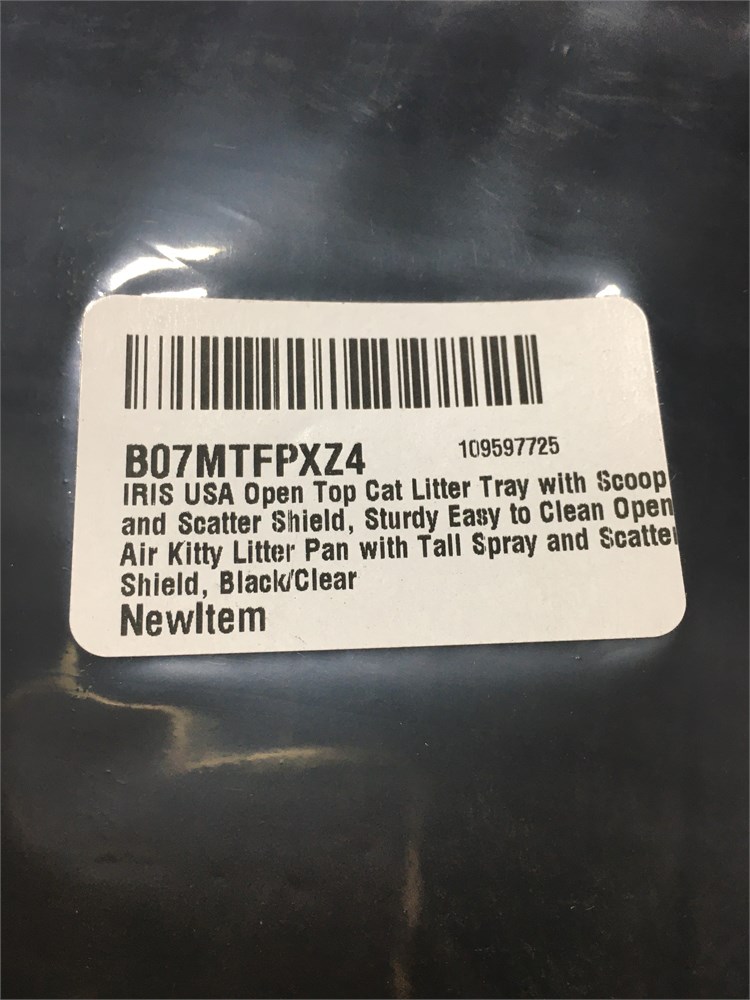 B07MTFPXZ4 109597725
IRIS USA Open Top Cat Litter Tray with Scoop
and Scatter Shield, Sturdy Easy to Clean Open
Air Kitty Litter Pan with Tall Spray and Scatter
Shield, Black/Clear
NewItem